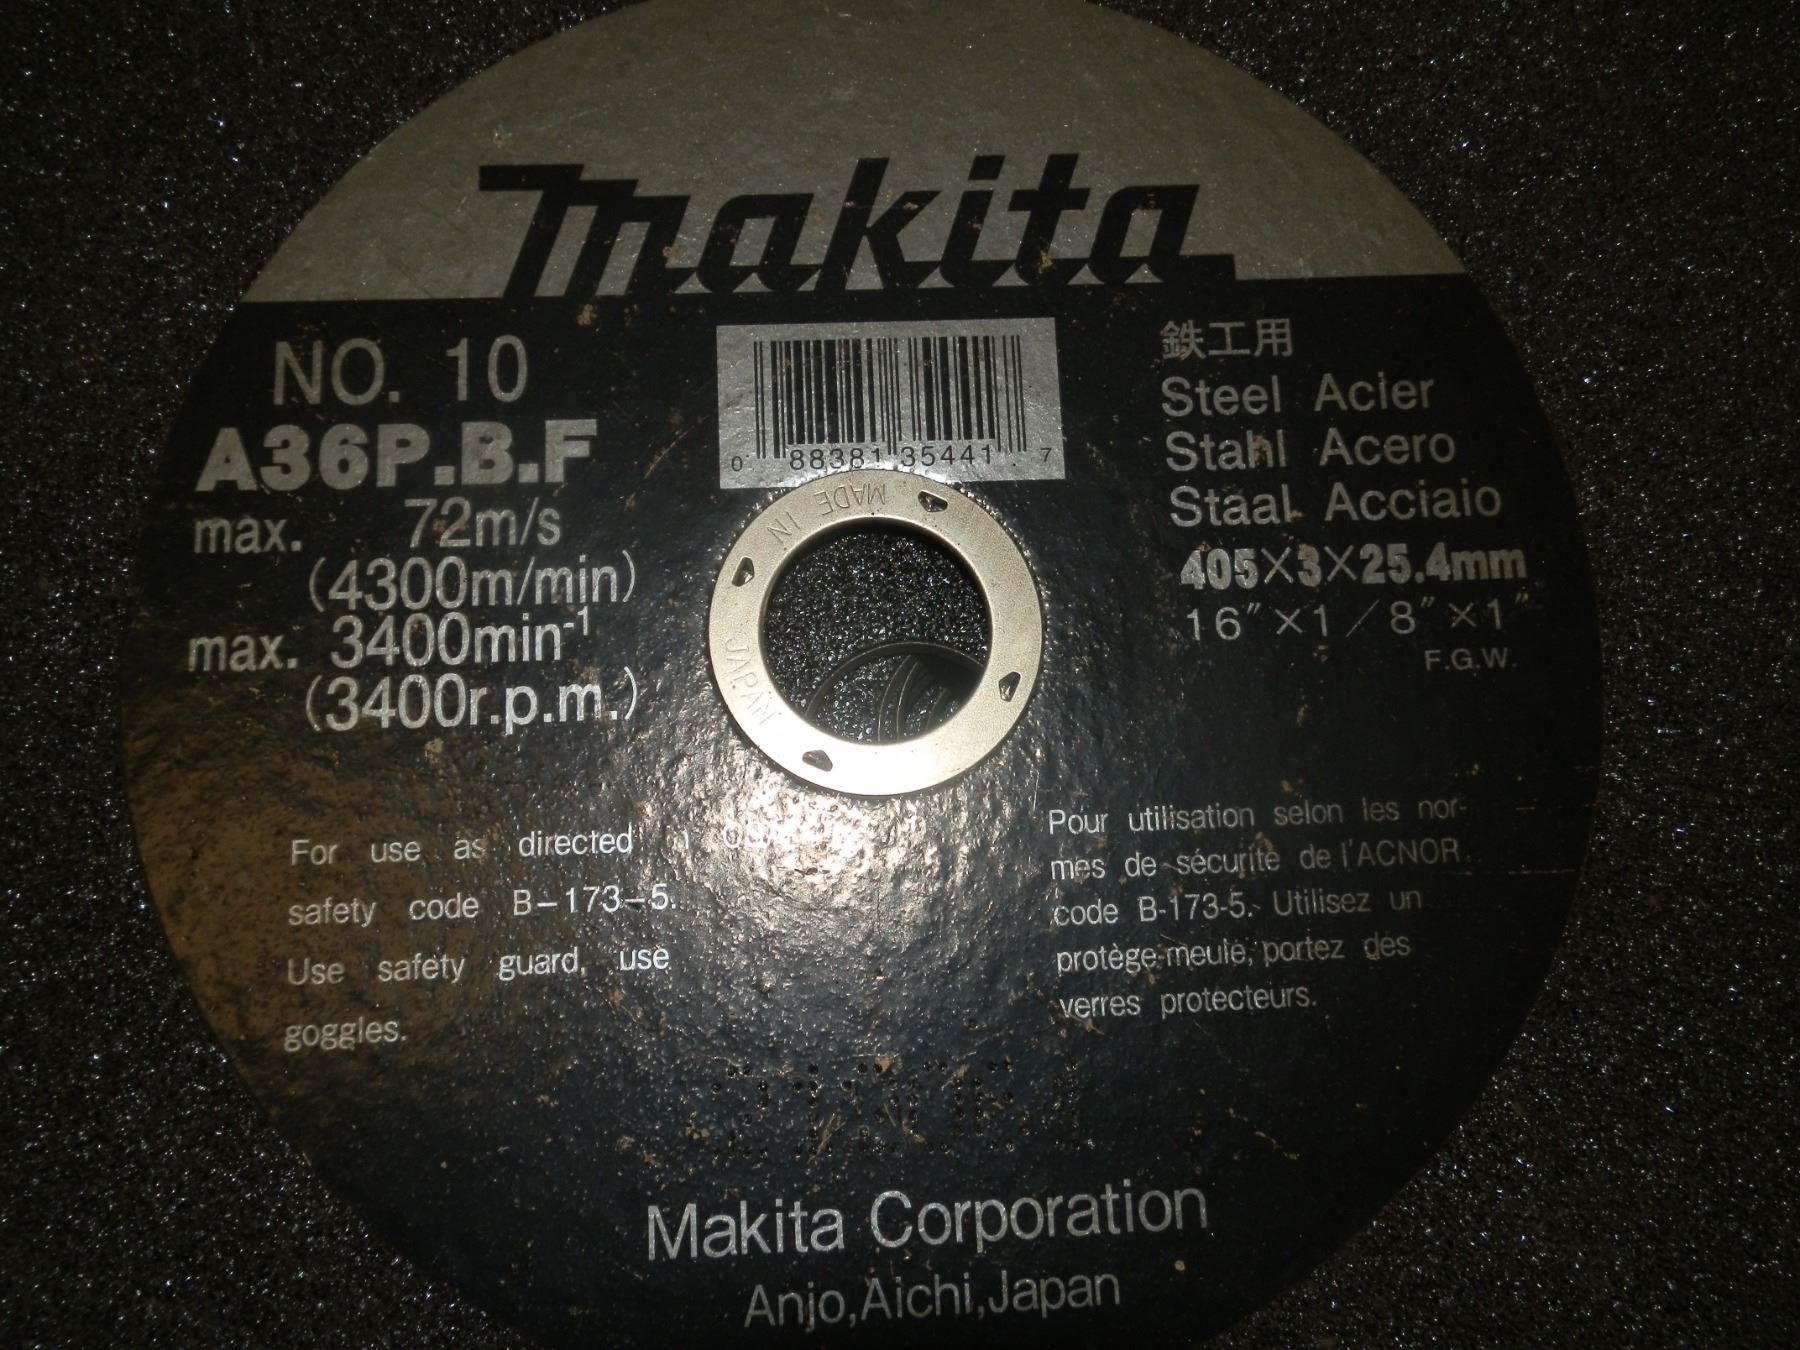 makita
NO. 10
A36P.B.F
max. 72m/s
(4300m/min)
max. 3400min-1
(3400r.p.m.)
0 88381 35441 7
鉄工用
Steel Acier
Stahl Acero
Staal Acciaio
405×3×25.4mm
16″×1/8″×1″
F.G.W.
MADE IN
JAPAN
For use as directed
safety code B-173-5.
Use safety guard, use
goggles.
Pour utilisation selon les nor-
mes de sécurité de l'ACNOR
code B-173-5. Utilisez un
protège-meule, portez des
verres protecteurs.
Makita Corporation
Anjo,Aichi,Japan